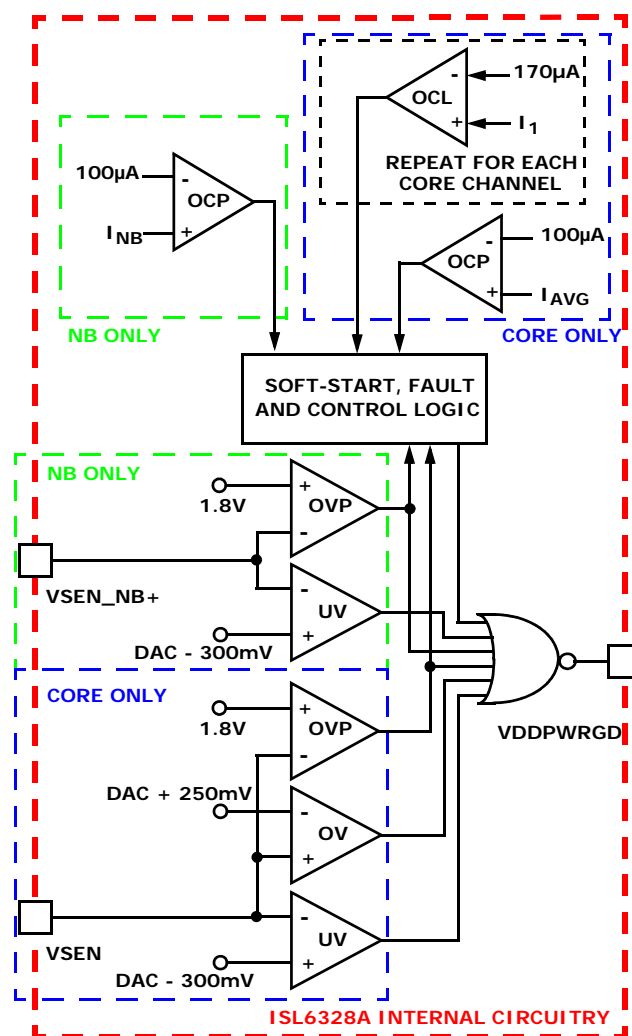 -
170µA
OCL
+
I1
REPEAT FOR EACH
CORE CHANNEL
100µA
-
OCP
INB
+
-
100µA
OCP
+
IAVG
NB ONLY
CORE ONLY
SOFT-START, FAULT
AND CONTROL LOGIC
NB ONLY
+
1.8V
OVP
-
VSEN_NB+
-
UV
+
DAC - 300mV
CORE ONLY
+
1.8V
OVP
-
VDDPWRGD
DAC + 250mV
-
OV
+
-
VSEN
UV
+
DAC - 300mV
ISL6328A INTERNAL CIRCUITRY